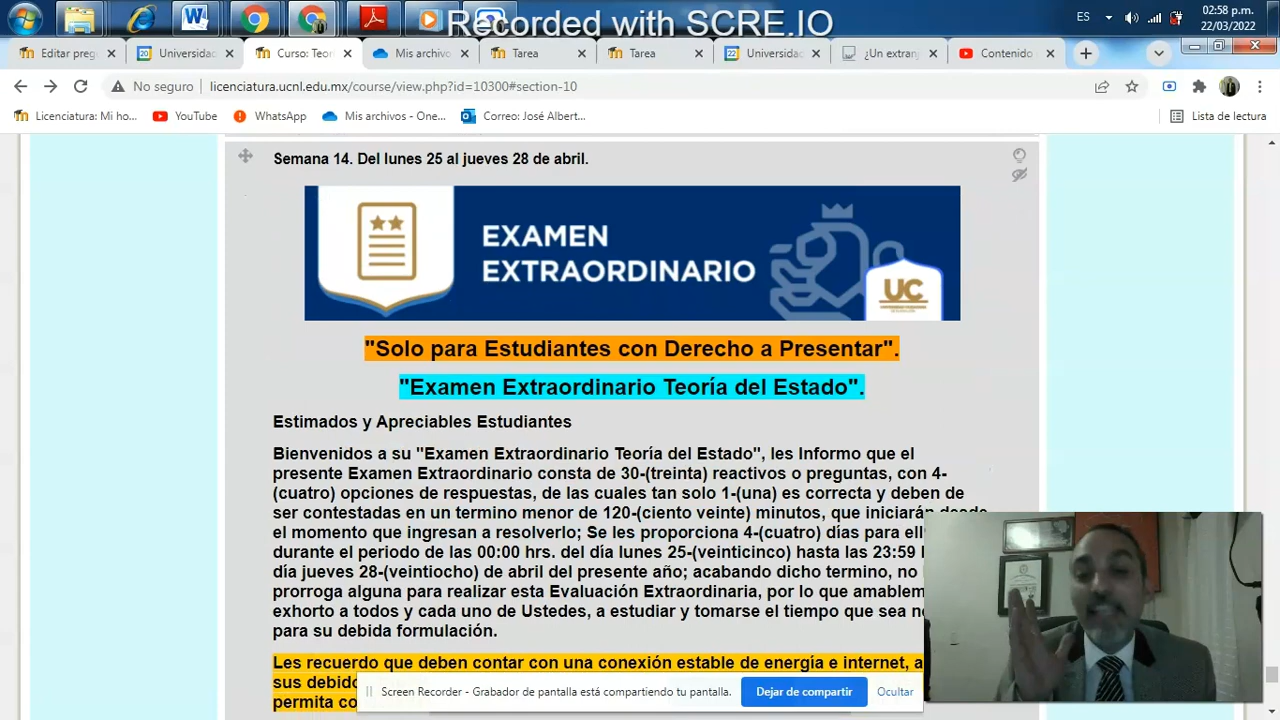 Recorded with SCRE.IO
ES
02:58 p.m.
22/03/2022
Editar preg
Universidac
Curso: Teor
Mis archivo
Tarea
Tarea
Universidac
¿Un extran
Contenido
No seguro
licenciatura.ucnl.edu.mx/course/view.php?id=10300#section-10
Licenciatura: Mi ho...
YouTube
WhatsApp
Mis archivos - One...
Correo: José Albert...
Lista de lectura
Semana 14. Del lunes 25 al jueves 28 de abril.
EXAMEN
EXTRAORDINARIO
UC
"Solo para Estudiantes con Derecho a Presentar".
"Examen Extraordinario Teoría del Estado".
Estimados y Apreciables Estudiantes
Bienvenidos a su "Examen Extraordinario Teoría del Estado", les Informo que el
presente Examen Extraordinario consta de 30-(treinta) reactivos o preguntas, con 4-
(cuatro) opciones de respuestas, de las cuales tan solo 1-(una) es correcta y deben de
ser contestadas en un termino menor de 120-(ciento veinte) minutos, que iniciarán desde
el momento que ingresan a resolverlo; Se les proporciona 4-(cuatro) días para ell
durante el periodo de las 00:00 hrs. del día lunes 25-(veinticinco) hasta las 23:59
día jueves 28-(veintiocho) de abril del presente año; acabando dicho termino, no
prorroga alguna para realizar esta Evaluación Extraordinaria, por lo que amablem
exhorto a todos y cada uno de Ustedes, a estudiar y tomarse el tiempo que sea n
para su debida formulación.
Les recuerdo que deben contar con una conexión estable de energía e internet, a
sus debido
permita co
Screen Recorder - Grabador de pantalla está compartiendo tu pantalla.
Dejar de compartir
Ocultar